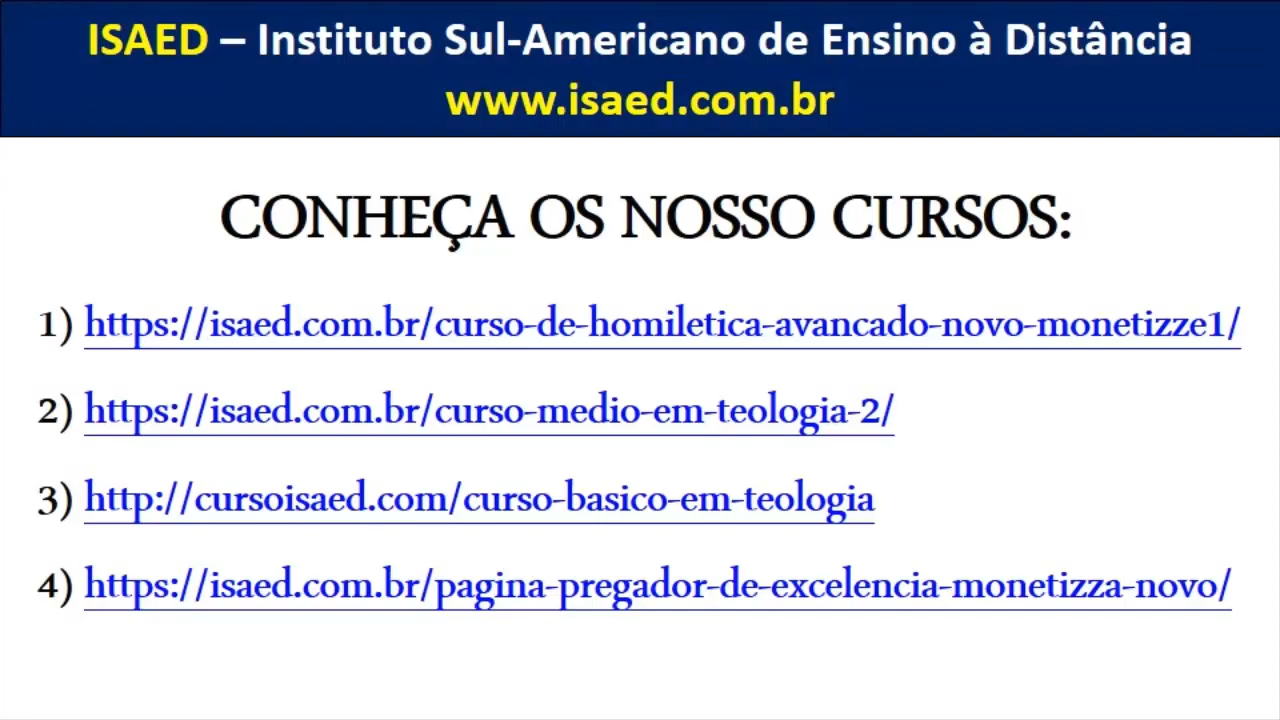 ISAED – Instituto Sul-Americano de Ensino à Distância
www.isaed.com.br
CONHEÇA OS NOSSO CURSOS:
1) https://isaed.com.br/curso-de-homiletica-avancado-novo-monetizze1/
2) https://isaed.com.br/curso-medio-em-teologia-2/
3) http://cursoisaed.com/curso-basico-em-teologia
4) https://isaed.com.br/pagina-pregador-de-excelencia-monetizza-novo/